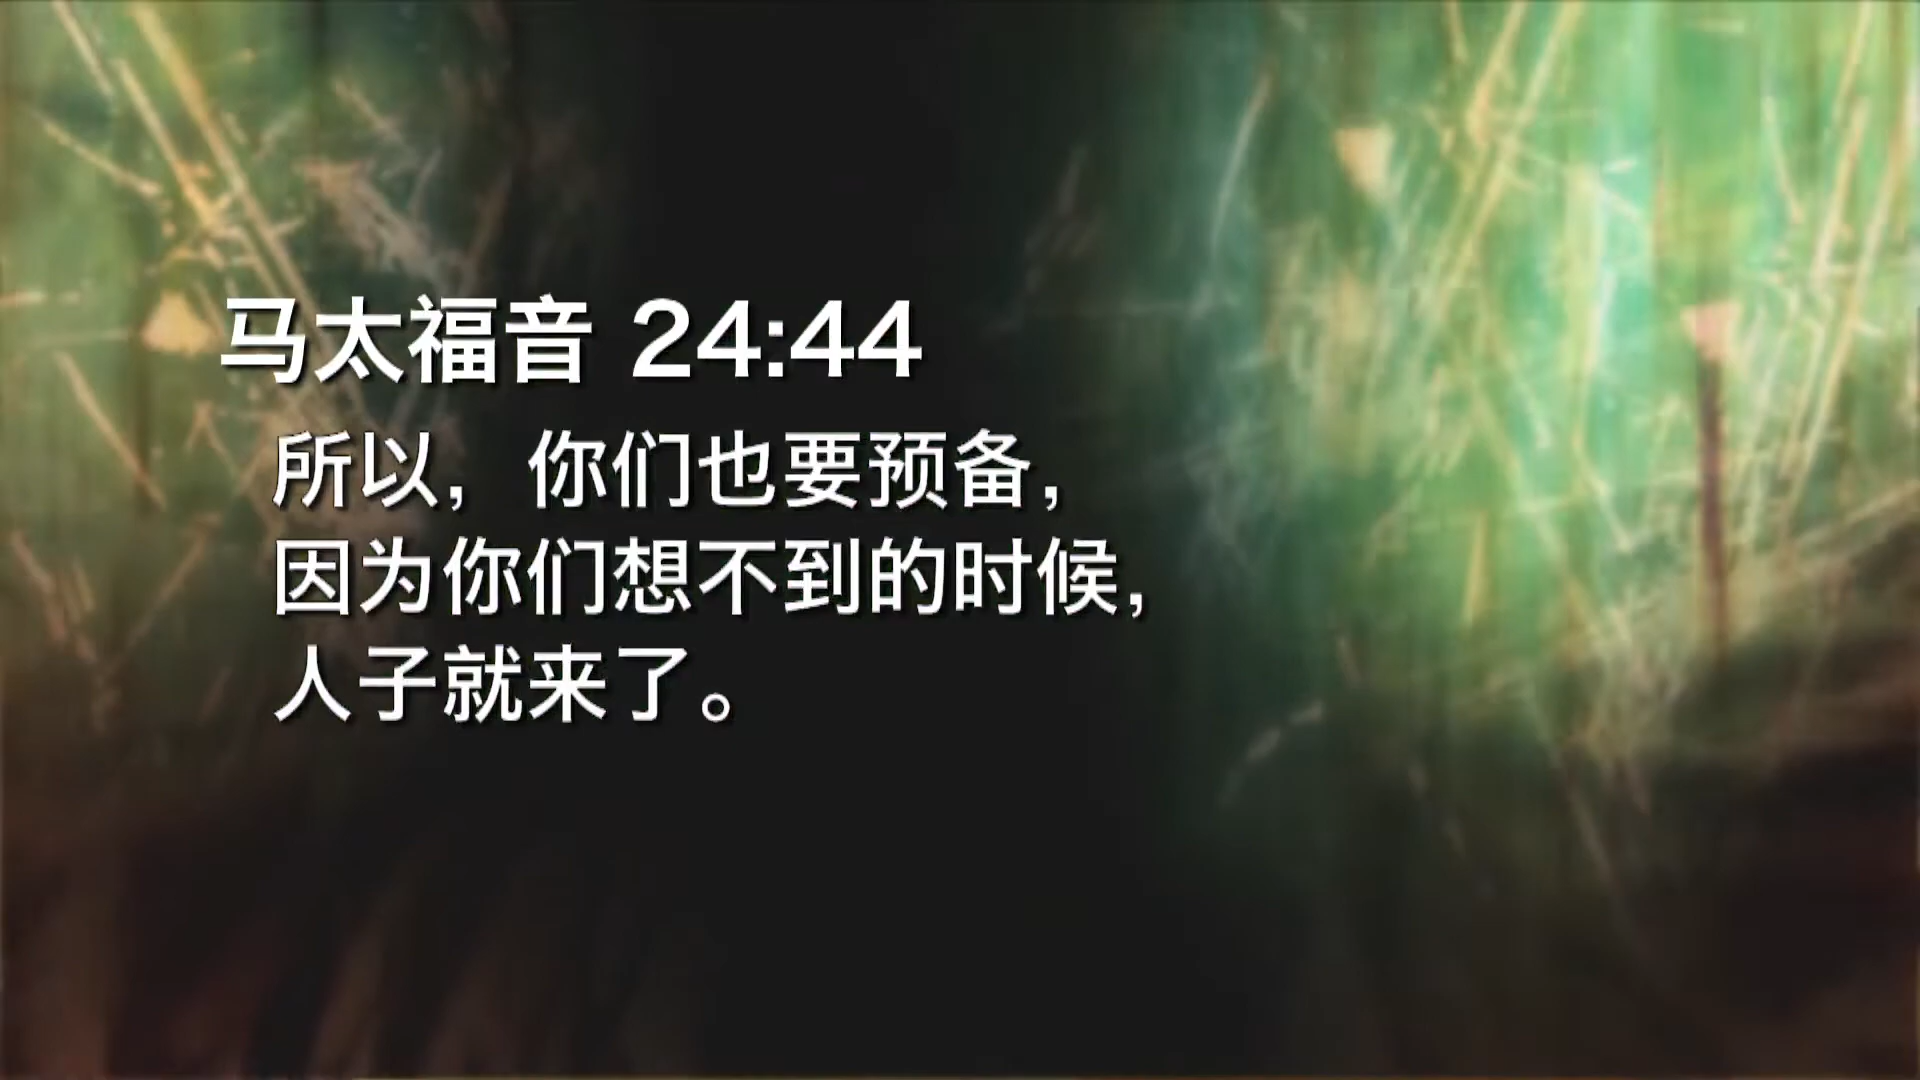 马太福音 24:44
所以，你们也要预备，
因为你们想不到的时候，
人子就来了。